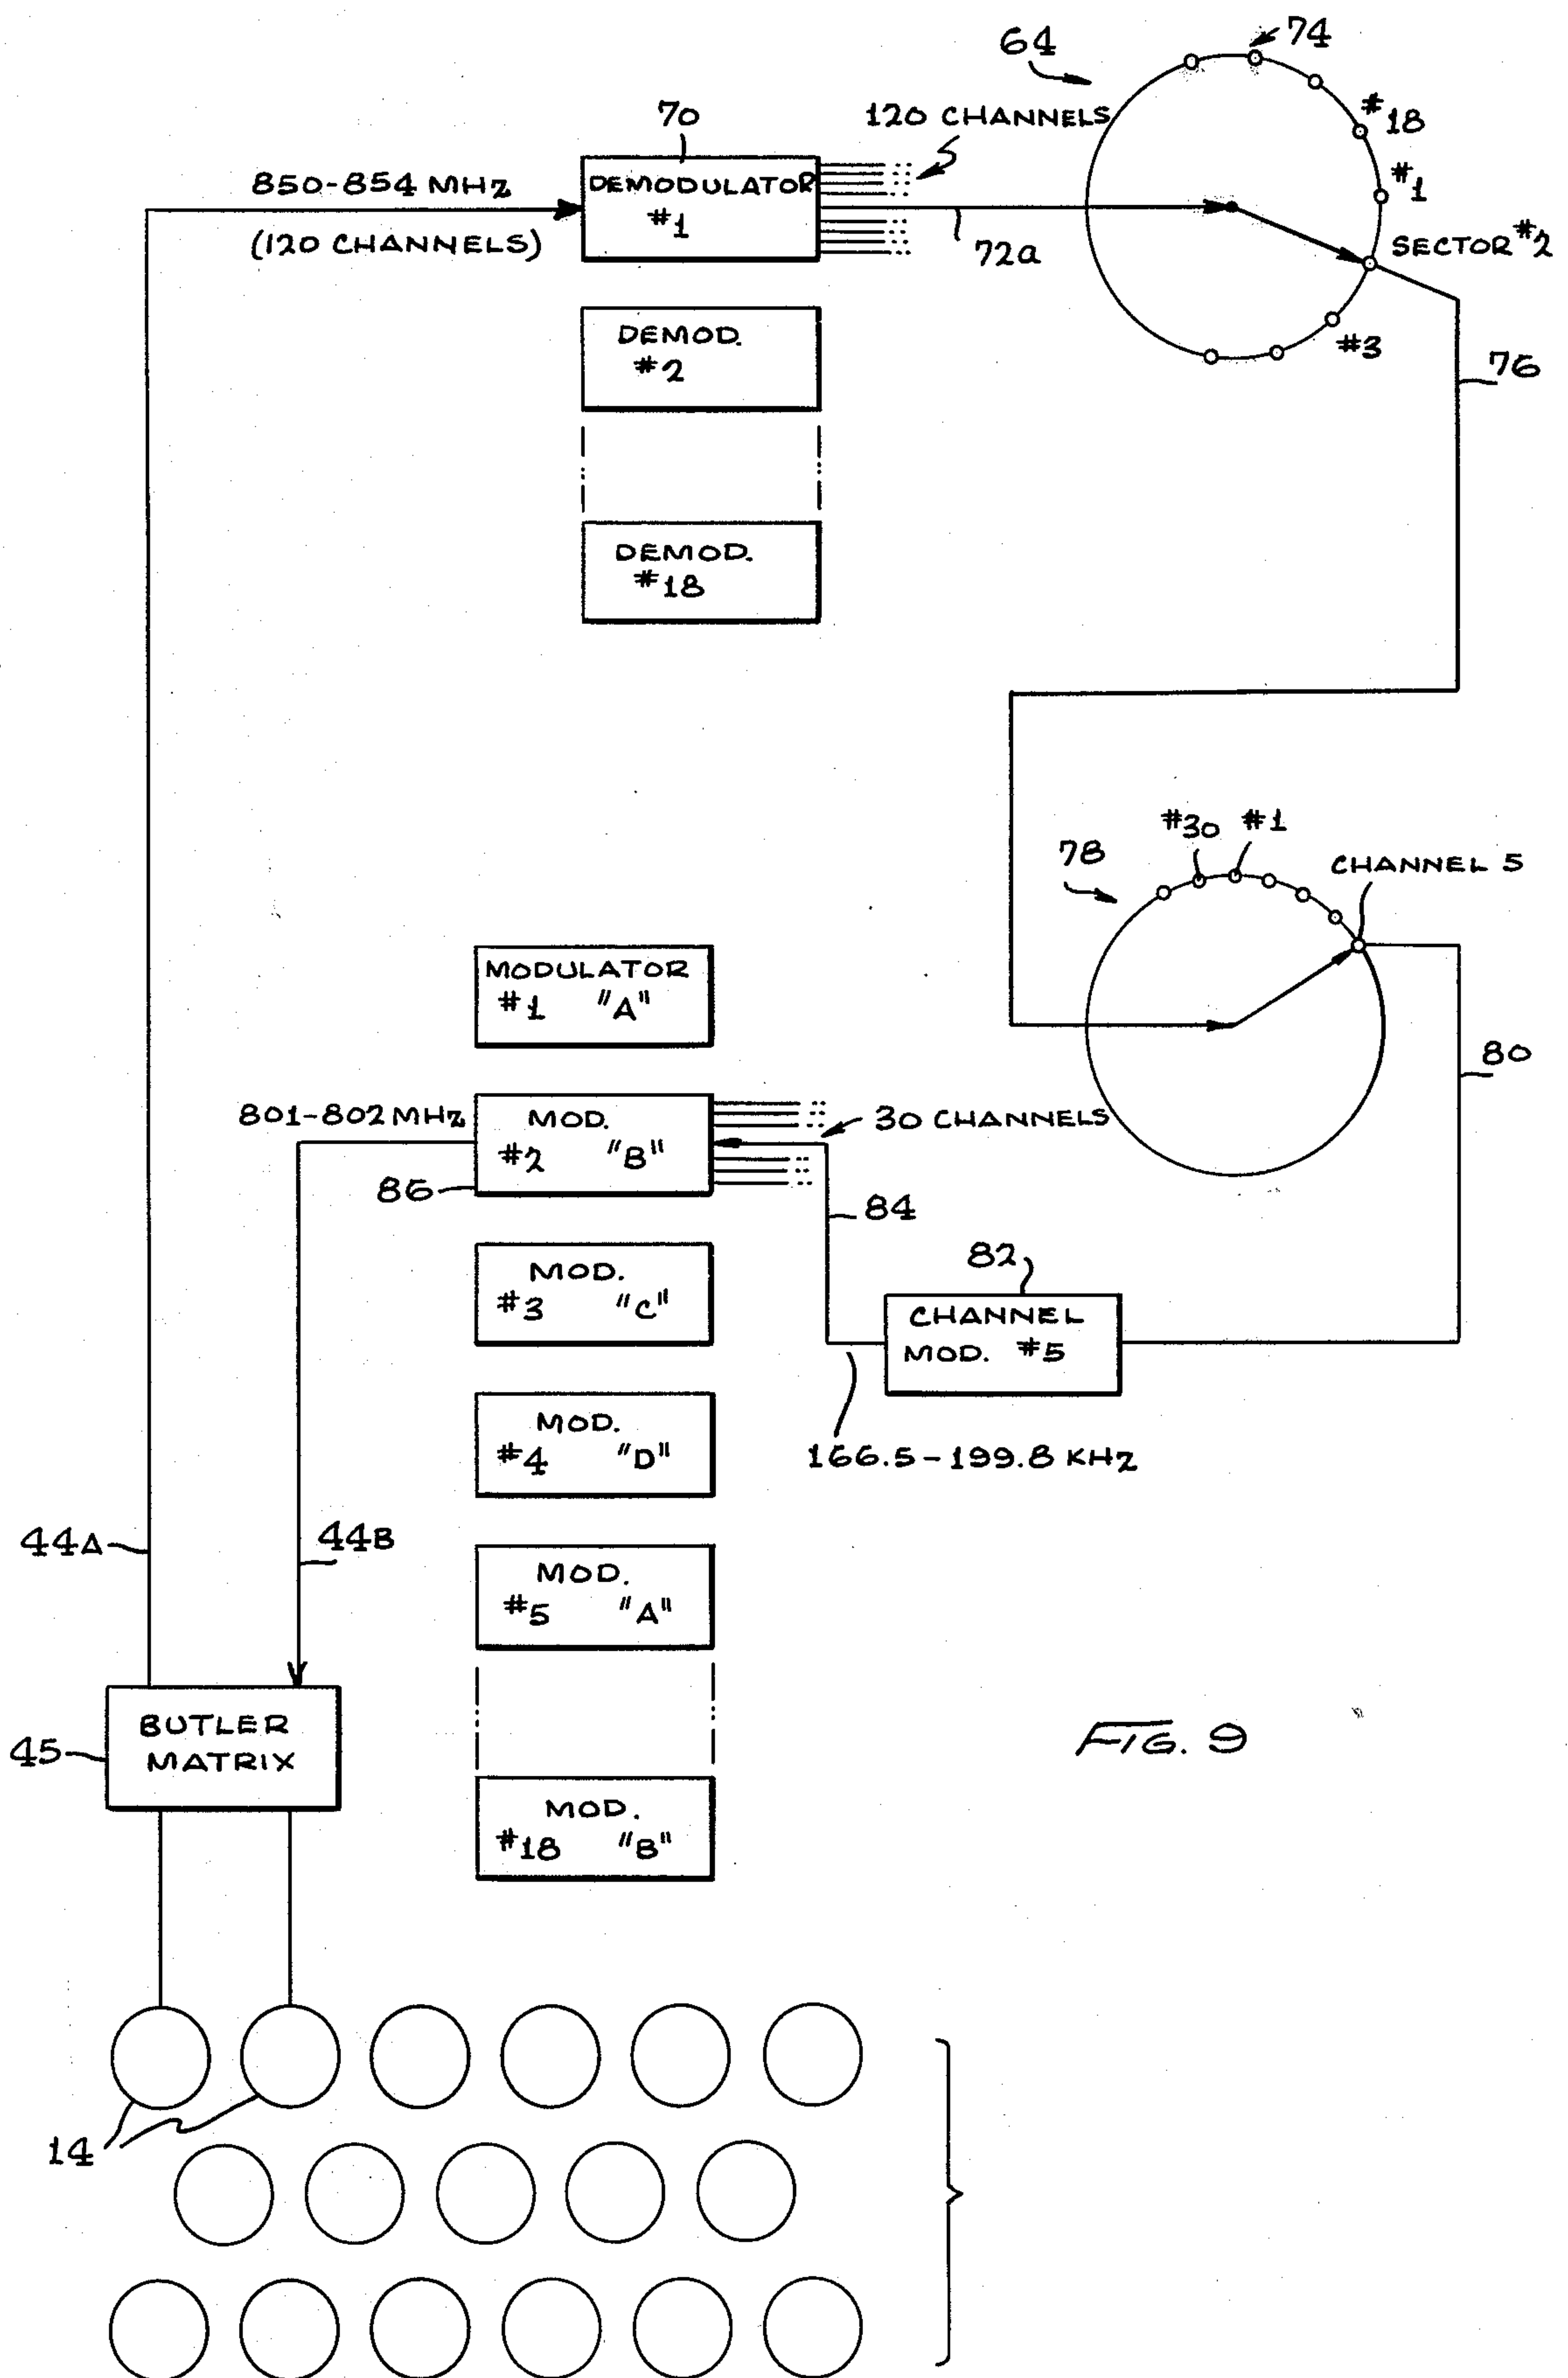 64
74
70
120 CHANNELS
#18
850-854 MHz
DEMODULATOR
#1
#1
(120 CHANNELS)
72a
SECTOR #2
DEMOD.
#2
#3
76
DEMOD.
#18
#30 #1
78
CHANNEL 5
MODULATOR
#1 "A"
80
801-802 MHz
MOD.
#2 "B"
30 CHANNELS
86
84
MOD.
#3 "C"
82
CHANNEL
MOD. #5
MOD.
#4 "D"
166.5-199.8 KHz
44A
44B
MOD.
#5 "A"
BUTLER
MATRIX
45
FIG. 9
MOD.
#18 "B"
14